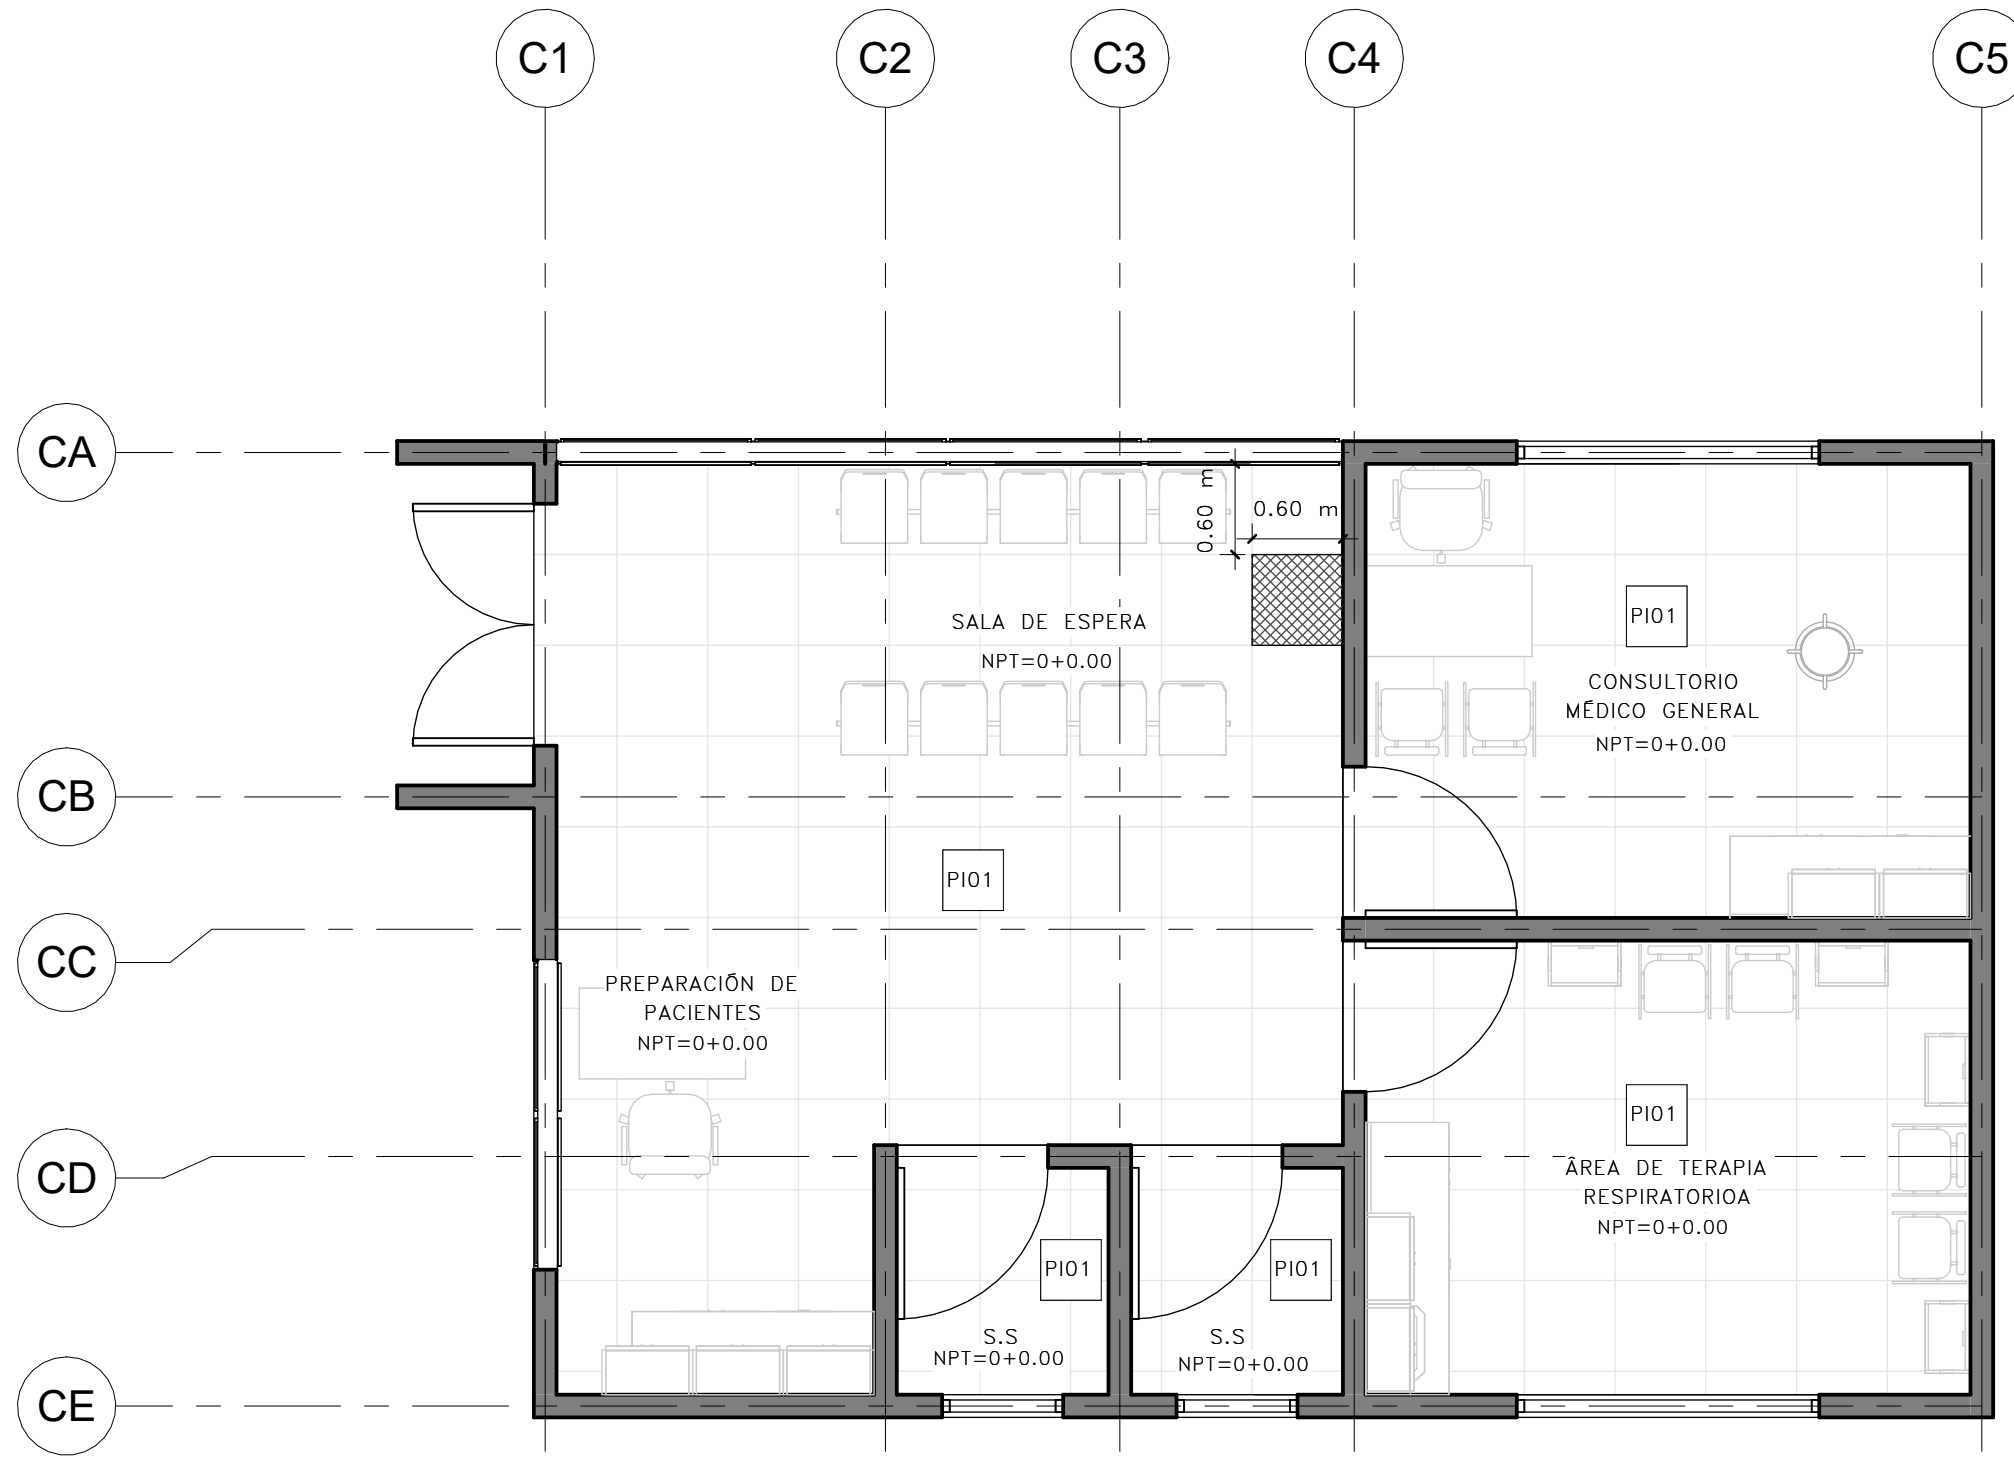 C1
C2
C3
C4
C5
CA
CB
CC
CD
CE
0.60 m
0.60 m
SALA DE ESPERA
NPT=0+0.00
PI01
CONSULTORIO
MÉDICO GENERAL
NPT=0+0.00
PI01
PREPARACIÓN DE
PACIENTES
NPT=0+0.00
PI01
ÂREA DE TERAPIA
RESPIRATORIOA
NPT=0+0.00
PI01
S.S
NPT=0+0.00
PI01
S.S
NPT=0+0.00